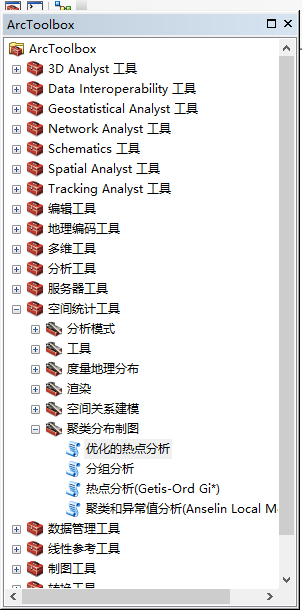 ArcToolbox
ArcToolbox
3D Analyst 工具
Data Interoperability 工具
Geostatistical Analyst 工具
Network Analyst 工具
Schematics 工具
Spatial Analyst 工具
Tracking Analyst 工具
编辑工具
地理编码工具
多维工具
分析工具
服务器工具
空间统计工具
分析模式
工具
度量地理分布
渲染
空间关系建模
聚类分布制图
优化的热点分析
分组分析
热点分析(Getis-Ord Gi*)
聚类和异常值分析(Anselin Local M
数据管理工具
线性参考工具
制图工具
转换工具